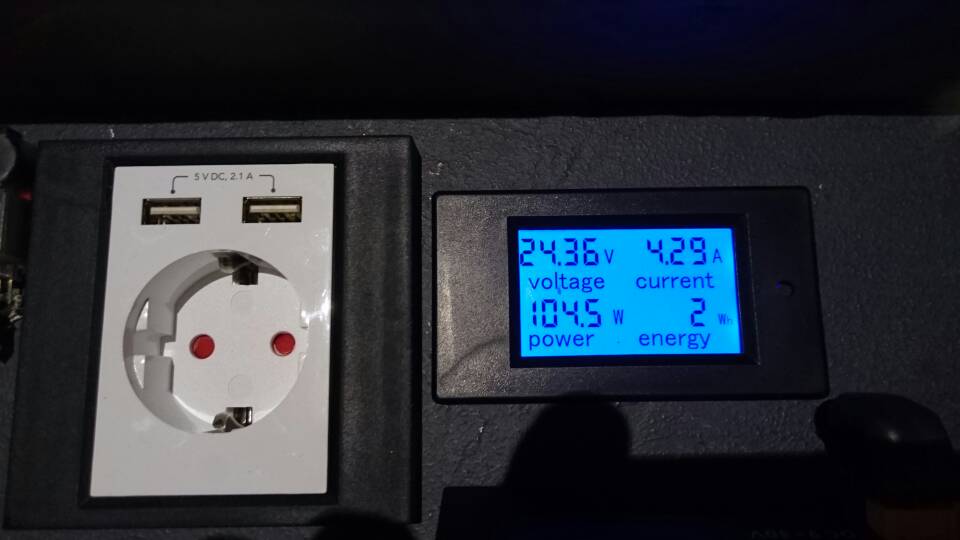 5 V DC, 2.1 A
24.36 V 4.29 A
voltage current
104.5 W 2 Wh
power energy